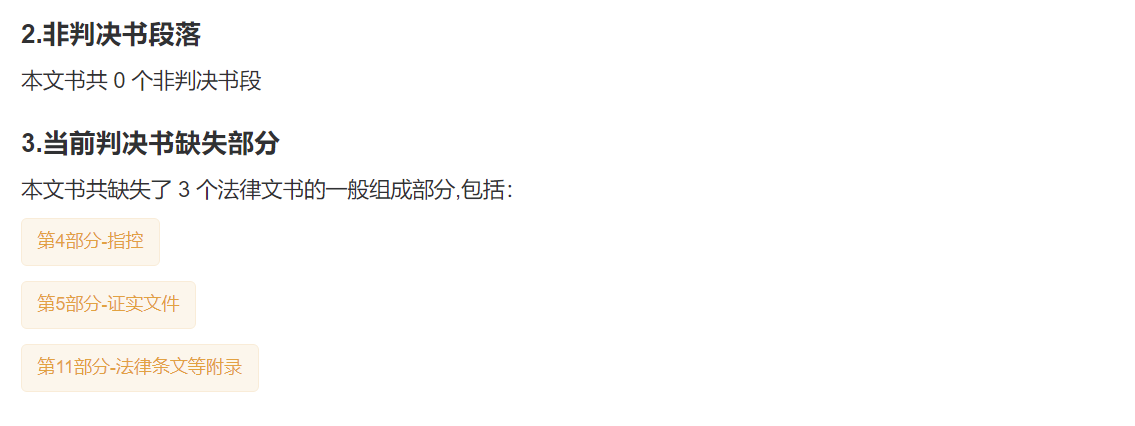 2.非判决书段落
本文书共 0 个非判决书段
3.当前判决书缺失部分
本文书共缺失了 3 个法律文书的一般组成部分,包括：
第4部分-指控
第5部分-证实文件
第11部分-法律条文等附录